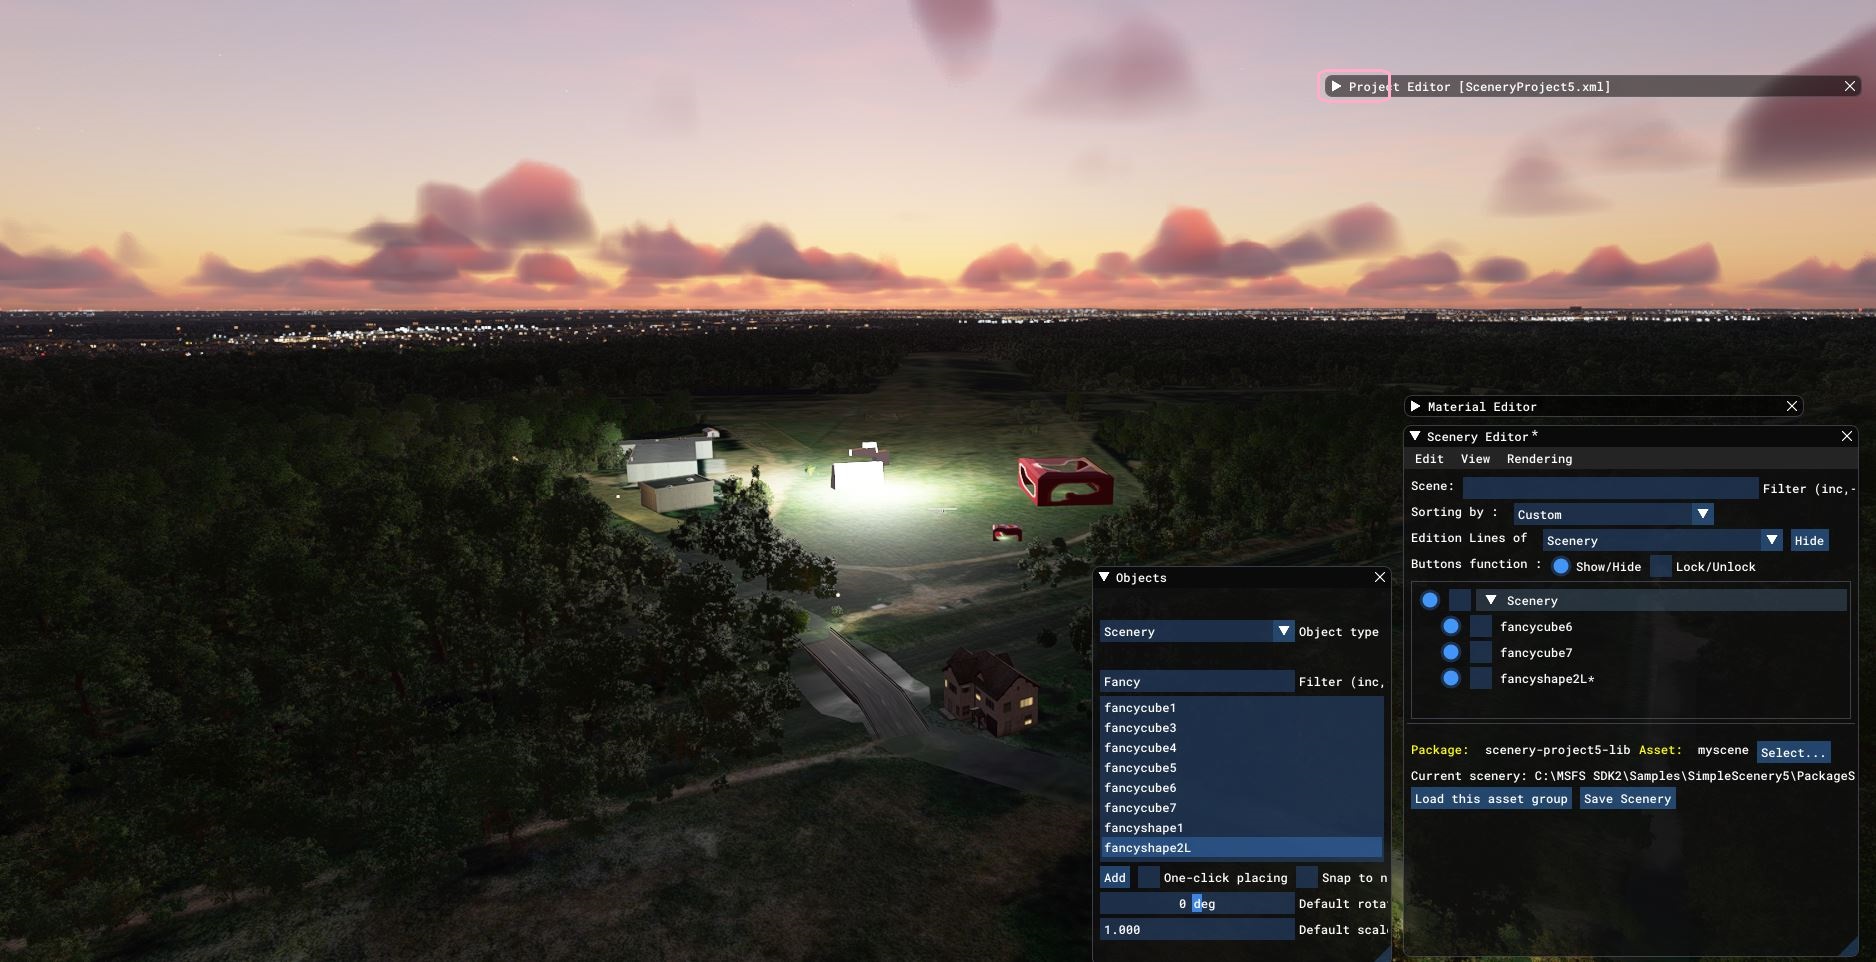 Project Editor [SceneryProject5.xml]
Material Editor
Scenery Editor*
Edit View Rendering
Scene: Filter (inc,-
Sorting by : Custom
Edition Lines of Scenery Hide
Buttons function : Show/Hide Lock/Unlock
Scenery
fancycube6
fancycube7
fancyshape2L*
Package: scenery-project5-lib Asset: myscene Select...
Current scenery: C:\MSFS SDK2\Samples\SimpleScenery5\PackageS
Load this asset group Save Scenery
Objects
Scenery Object type
Fancy Filter (inc,
fancycube1
fancycube3
fancycube4
fancycube5
fancycube6
fancycube7
fancyshape1
fancyshape2L
Add One-click placing Snap to n
0 deg Default rota
1.000 Default scal